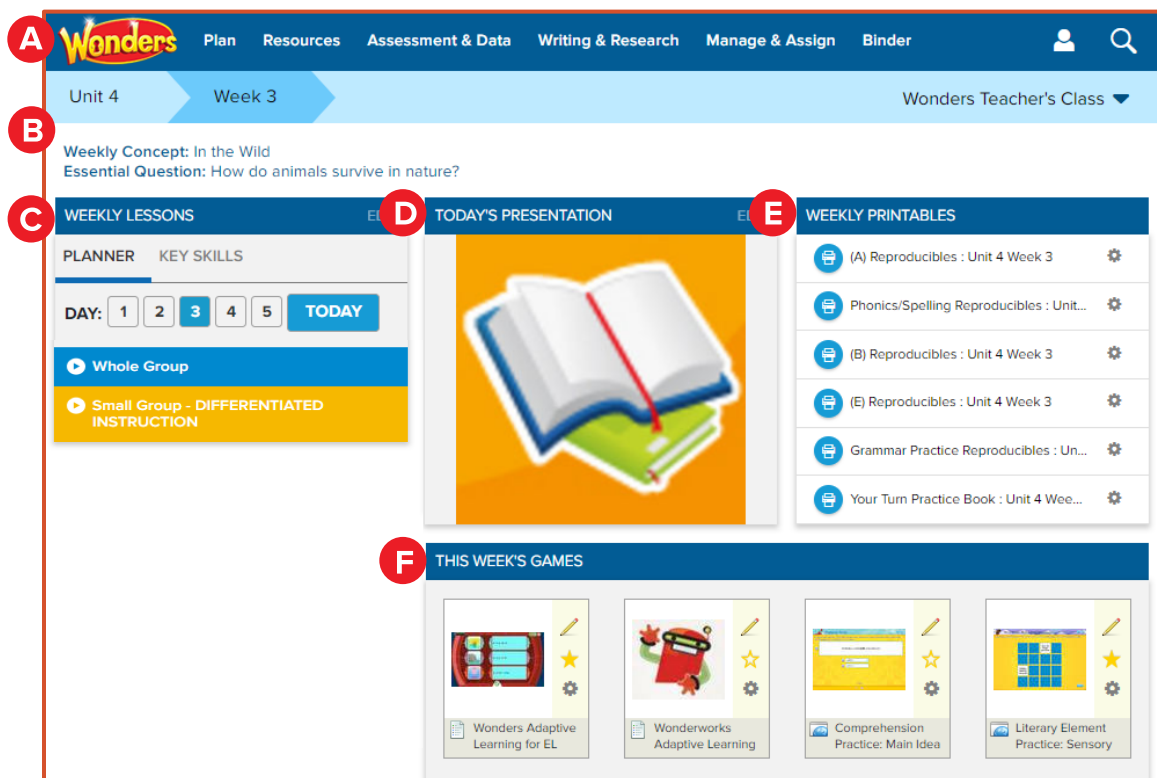 A
Wonders
Plan Resources Assessment & Data Writing & Research Manage & Assign Binder
Unit 4 Week 3 Wonders Teacher's Class
B
Weekly Concept: In the Wild
Essential Question: How do animals survive in nature?
C
WEEKLY LESSONS
PLANNER KEY SKILLS
DAY: 1 2 3 4 5 TODAY
Whole Group
Small Group - DIFFERENTIATED
INSTRUCTION
D
TODAY'S PRESENTATION
E
WEEKLY PRINTABLES
(A) Reproducibles : Unit 4 Week 3
Phonics/Spelling Reproducibles : Unit...
(B) Reproducibles : Unit 4 Week 3
(E) Reproducibles : Unit 4 Week 3
Grammar Practice Reproducibles : Un...
Your Turn Practice Book : Unit 4 Wee...
F
THIS WEEK'S GAMES
Wonders Adaptive
Learning for EL
Wonderworks
Adaptive Learning
Comprehension
Practice: Main Idea
Literary Element
Practice: Sensory